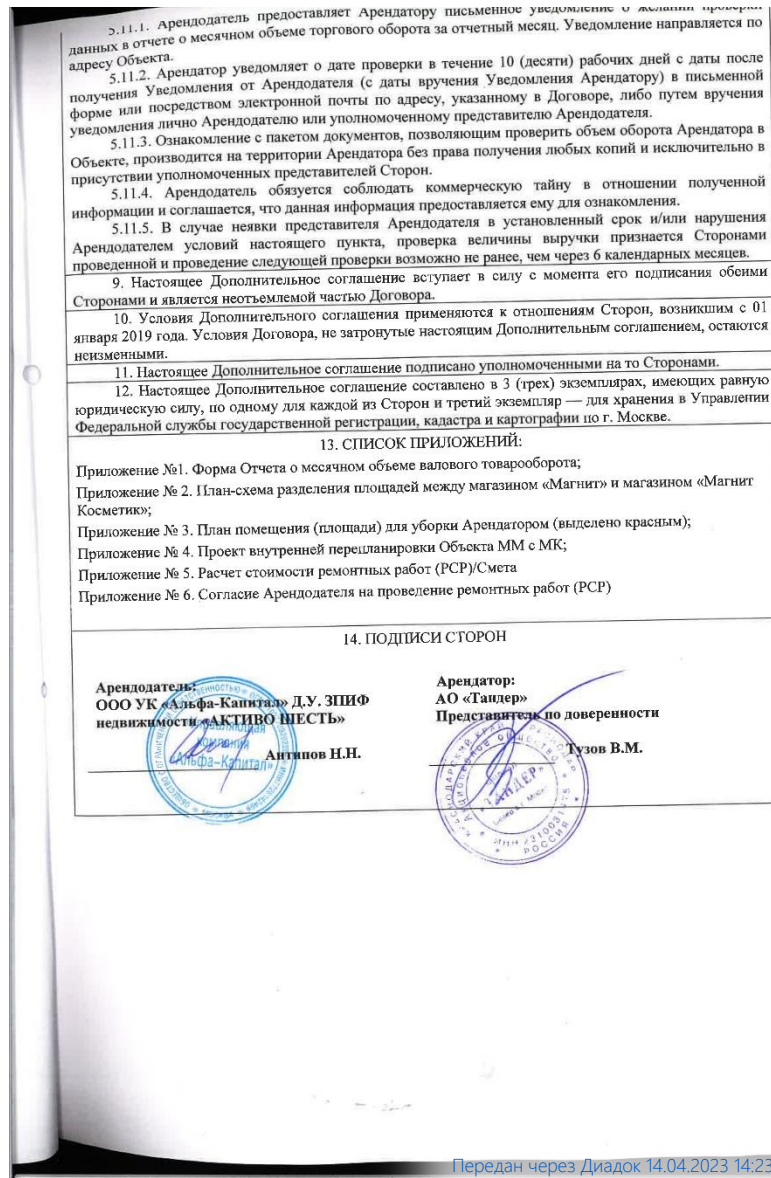 5.11.1. Арендодатель предоставляет Арендатору письменное уведомление о желании проверки
данных в отчете о месячном объеме торгового оборота за отчетный месяц. Уведомление направляется по
адресу Объекта.
5.11.2. Арендатор уведомляет о дате проверки в течение 10 (десяти) рабочих дней с даты после
получения Уведомления от Арендодателя (с даты вручения Уведомления Арендатору) в письменной
форме или посредством электронной почты по адресу, указанному в Договоре, либо путем вручения
уведомления лично Арендодателю или уполномоченному представителю Арендодателя.
5.11.3. Ознакомление с пакетом документов, позволяющим проверить объем оборота Арендатора в
Объекте, производится на территории Арендатора без права получения любых копий и исключительно в
присутствии уполномоченных представителей Сторон.
5.11.4. Арендодатель обязуется соблюдать коммерческую тайну в отношении полученной
информации и соглашается, что данная информация предоставляется ему для ознакомления.
5.11.5. В случае неявки представителя Арендодателя в установленный срок и/или нарушения
Арендодателем условий настоящего пункта, проверка величины выручки признается Сторонами
проведенной и проведение следующей проверки возможно не ранее, чем через 6 календарных месяцев.
9. Настоящее Дополнительное соглашение вступает в силу с момента его подписания обеими
Сторонами и является неотъемлемой частью Договора.
10. Условия Дополнительного соглашения применяются к отношениям Сторон, возникшим с 01
января 2019 года. Условия Договора, не затронутые настоящим Дополнительным соглашением, остаются
неизменными.
11. Настоящее Дополнительное соглашение подписано уполномоченными на то Сторонами.
12. Настоящее Дополнительное соглашение составлено в 3 (трех) экземплярах, имеющих равную
юридическую силу, по одному для каждой из Сторон и третий экземпляр — для хранения в Управлении
Федеральной службы государственной регистрации, кадастра и картографии по г. Москве.
13. СПИСОК ПРИЛОЖЕНИЙ:
Приложение №1. Форма Отчета о месячном объеме валового товарооборота;
Приложение № 2. План-схема разделения площадей между магазином «Магнит» и магазином «Магнит
Косметик»;
Приложение № 3. План помещения (площади) для уборки Арендатором (выделено красным);
Приложение № 4. Проект внутренней перепланировки Объекта ММ с МК;
Приложение № 5. Расчет стоимости ремонтных работ (РСР)/Смета
Приложение № 6. Согласие Арендодателя на проведение ремонтных работ (РСР)
14. ПОДПИСИ СТОРОН
Арендодатель:
ООО УК «Альфа-Капитал» Д.У. ЗПИФ
недвижимости «АКТИВО ШЕСТЬ»
Антипов Н.Н.
Управляющая
компания
«Альфа-Капитал»
Арендатор:
АО «Тандер»
Представитель по доверенности
Тузов В.М.
КРАСНОДАРСКИЙ КРАЙ Г. КРАСНОДАР
АКЦИОНЕРНОЕ ОБЩЕСТВО
«ТАНДЕР»
ИНН 2310031475
РОССИЯ
Передан через Диадок 14.04.2023 14:23